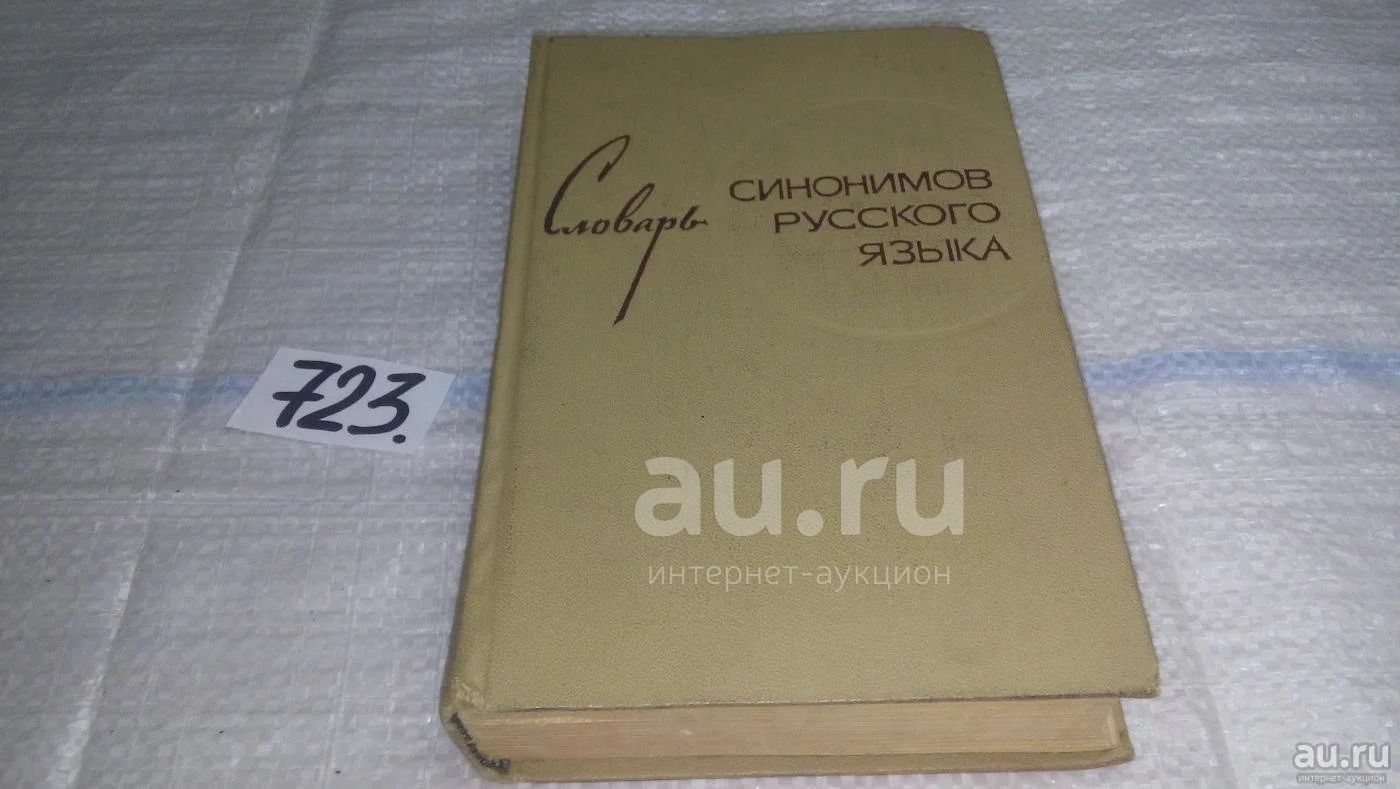 Словарь
СИНОНИМОВ
РУССКОГО
ЯЗЫКА
723.
au.ru
интернет-аукцион
au.ru
интернет-аукцион